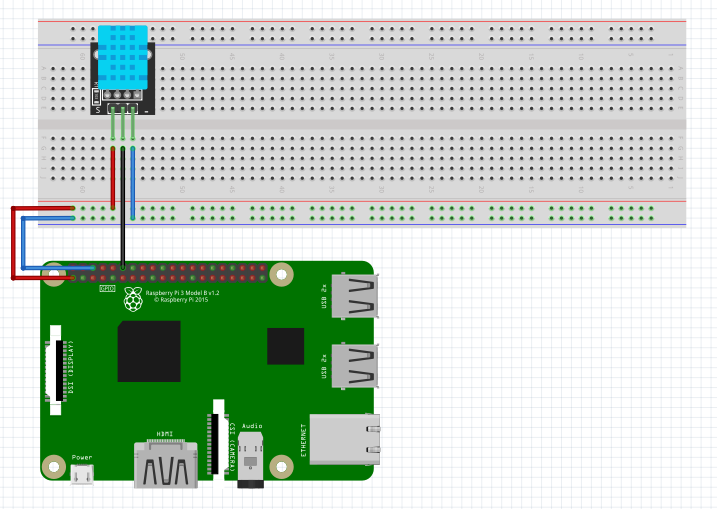 S
-
GPIO
Raspberry Pi 3 Model B v1.2
© Raspberry Pi 2015
USB 2x
DSI (DISPLAY)
USB 2x
HDMI
CSI (CAMERA)
Audio
ETHERNET
Power